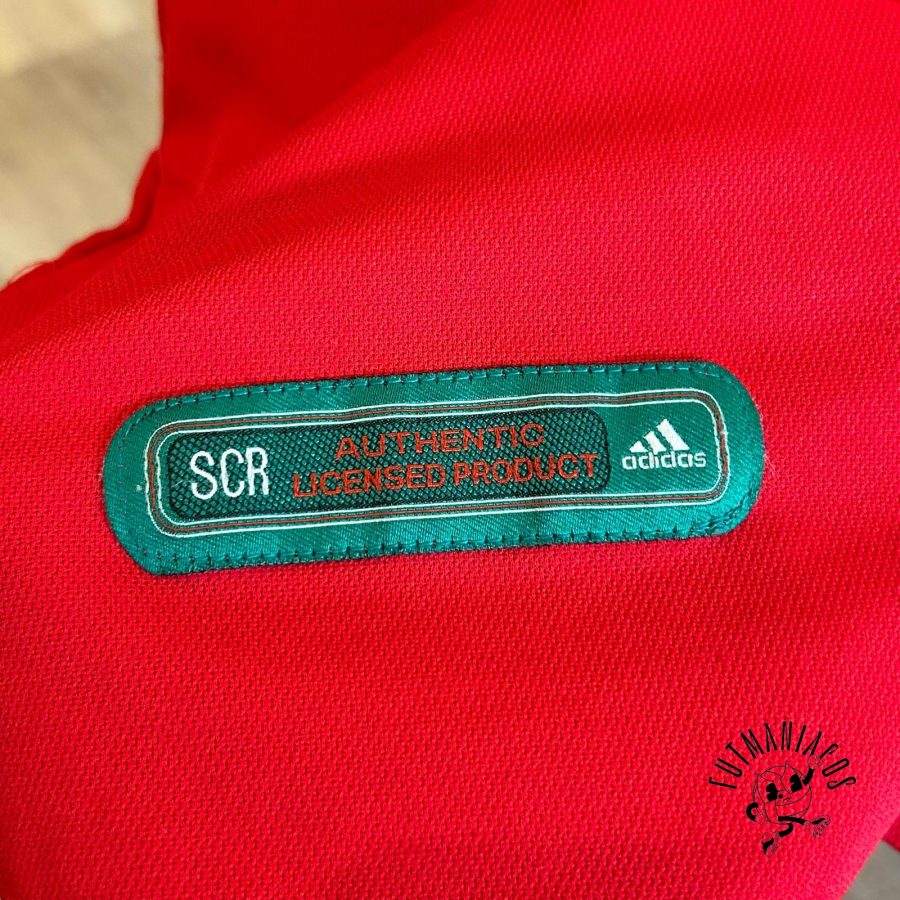 SCR
AUTHENTIC
LICENSED PRODUCT
adidas
FUTMANIACOS